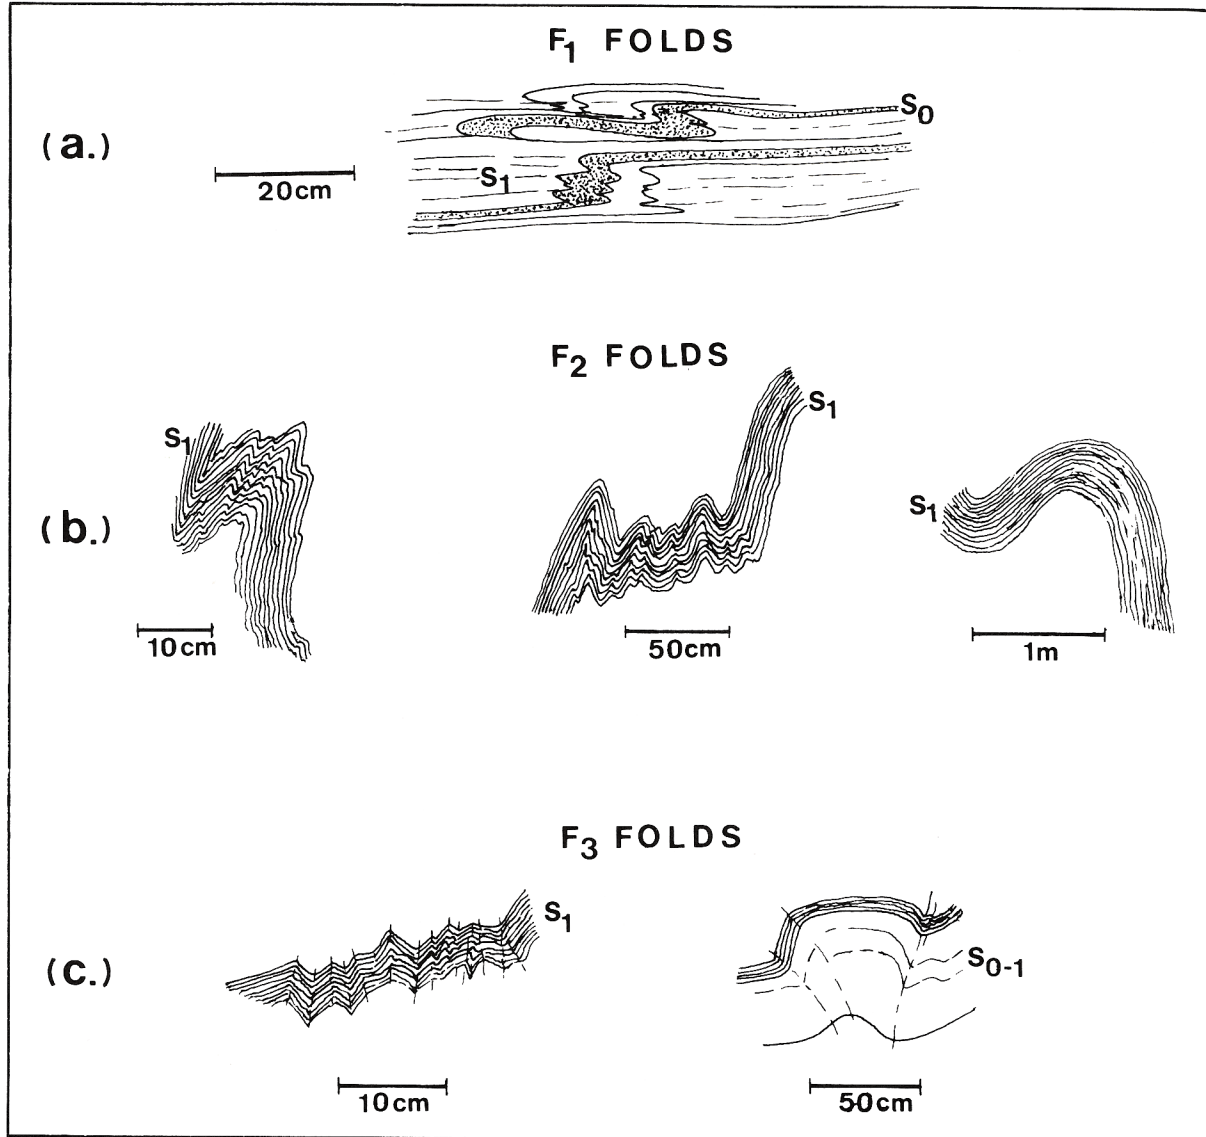 F1 FOLDS
(a.)
S0
S1
20cm
F2 FOLDS
(b.)
S1
S1
S1
10cm
50cm
1m
F3 FOLDS
(c.)
S1
S0-1
10cm
50cm